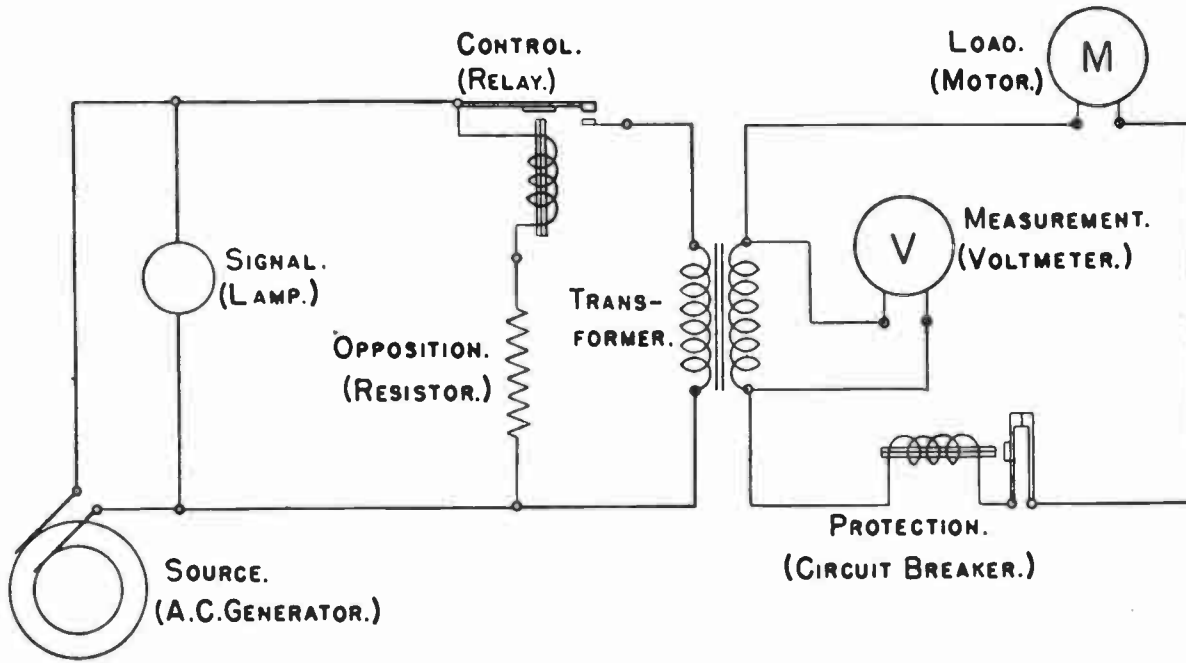 CONTROL.
(RELAY.)
LOAD.
(MOTOR.)
M
SIGNAL.
(LAMP.)
OPPOSITION.
(RESISTOR.)
TRANS-
FORMER.
V
MEASUREMENT.
(VOLTMETER.)
PROTECTION.
(CIRCUIT BREAKER.)
SOURCE.
(A.C.GENERATOR.)